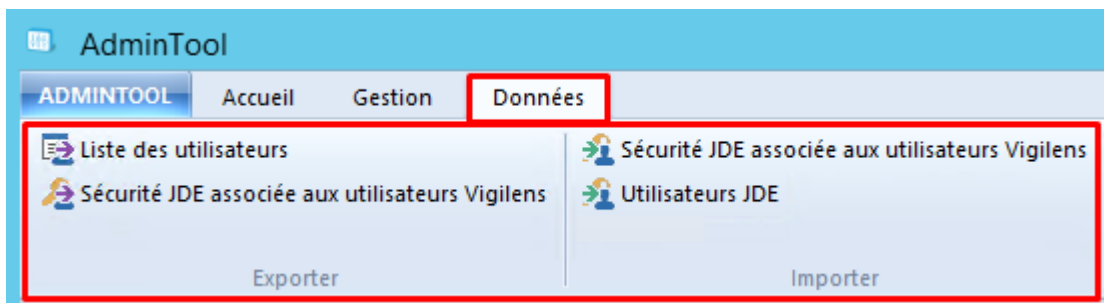 AdminTool
ADMINTOOL Accueil Gestion Données
Liste des utilisateurs
Sécurité JDE associée aux utilisateurs Vigilens
Exporter
Sécurité JDE associée aux utilisateurs Vigilens
Utilisateurs JDE
Importer